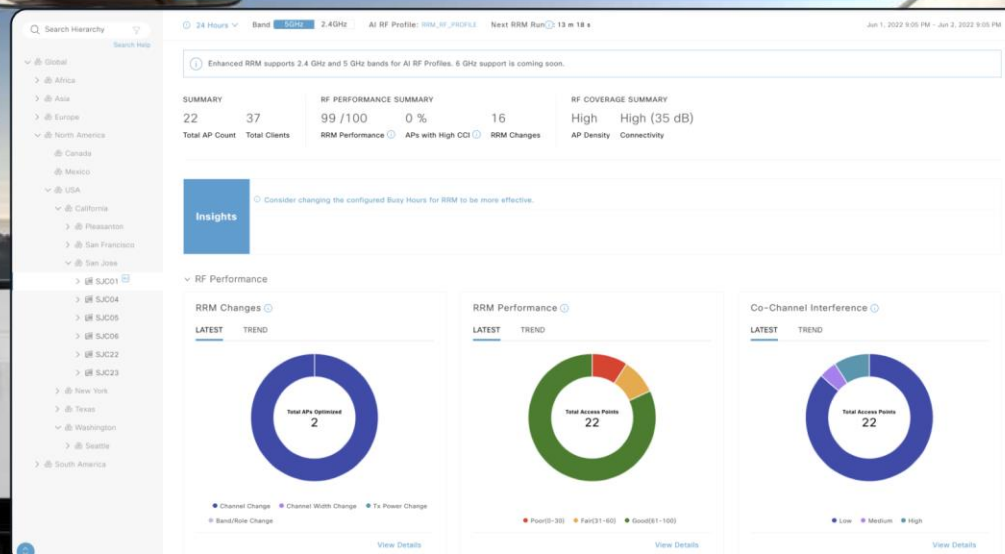 Search Hierarchy
Search Help
Global
Africa
Asia
Europe
North America
Canada
Mexico
USA
California
Pleasanton
San Francisco
San Jose
SJC01
SJC04
SJC05
SJC06
SJC22
SJC23
New York
Texas
Washington
Seattle
South America
24 Hours Band 5GHz 2.4GHz AI RF Profile: RRM_RF_PROFILE Next RRM Run 13 m 18 s Jun 1, 2022 9:05 PM - Jun 2, 2022 9:05 PM
Enhanced RRM supports 2.4 GHz and 5 GHz bands for AI RF Profiles. 6 GHz support is coming soon.
SUMMARY
22 37
Total AP Count Total Clients
RF PERFORMANCE SUMMARY
99 /100 0 % 16
RRM Performance APs with High CCI RRM Changes
RF COVERAGE SUMMARY
High High (35 dB)
AP Density Connectivity
Insights
Consider changing the configured Busy Hours for RRM to be more effective.
RF Performance
RRM Changes
LATEST TREND
Total APs Optimized
2
Channel Change Channel Width Change Tx Power Change
Band/Role Change
View Details
RRM Performance
LATEST TREND
Total Access Points
22
Poor(0-30) Fair(31-60) Good(61-100)
View Details
Co-Channel Interference
LATEST TREND
Total Access Points
22
Low Medium High
View Details